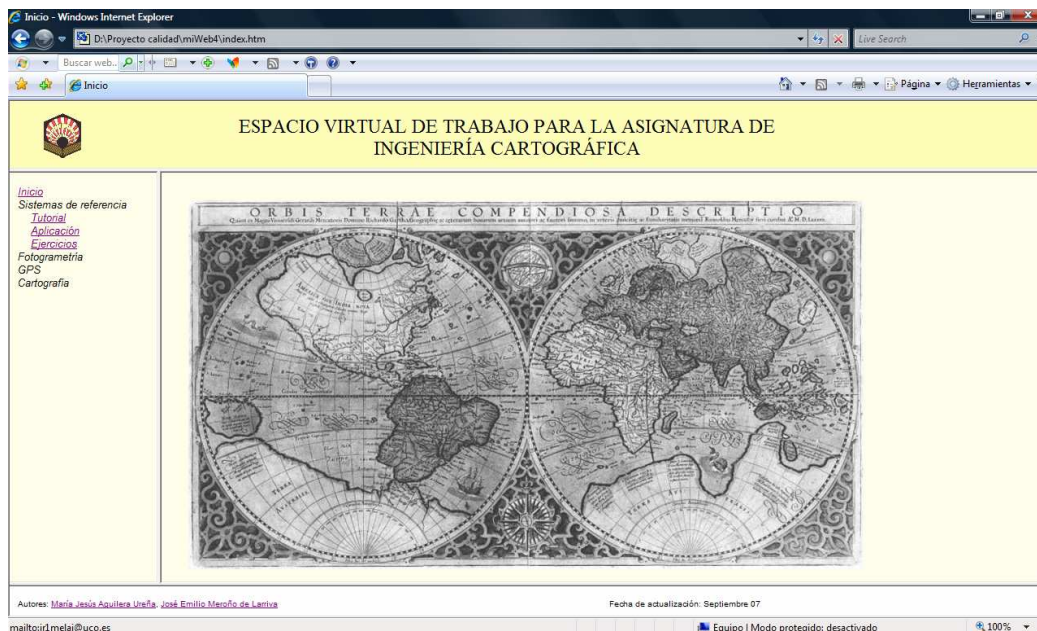 Inicio - Windows Internet Explorer
D:\Proyecto calidad\miWeb4\index.htm
Live Search
Buscar web..
Inicio
Página
Herramientas
ESPACIO VIRTUAL DE TRABAJO PARA LA ASIGNATURA DE
INGENIERÍA CARTOGRÁFICA
Inicio
Sistemas de referencia
Tutorial
Aplicación
Ejercicios
Fotogrametría
GPS
Cartografía
ORBIS TERRAE COMPENDIOSA DESCRIPTIO
Autores: María Jesús Aguilera Ureña, José Emilio Meroño de Larriva
Fecha de actualización: Septiembre 07
mailto:ir1melaj@uco.es
Equipo | Modo protegido: desactivado
100%